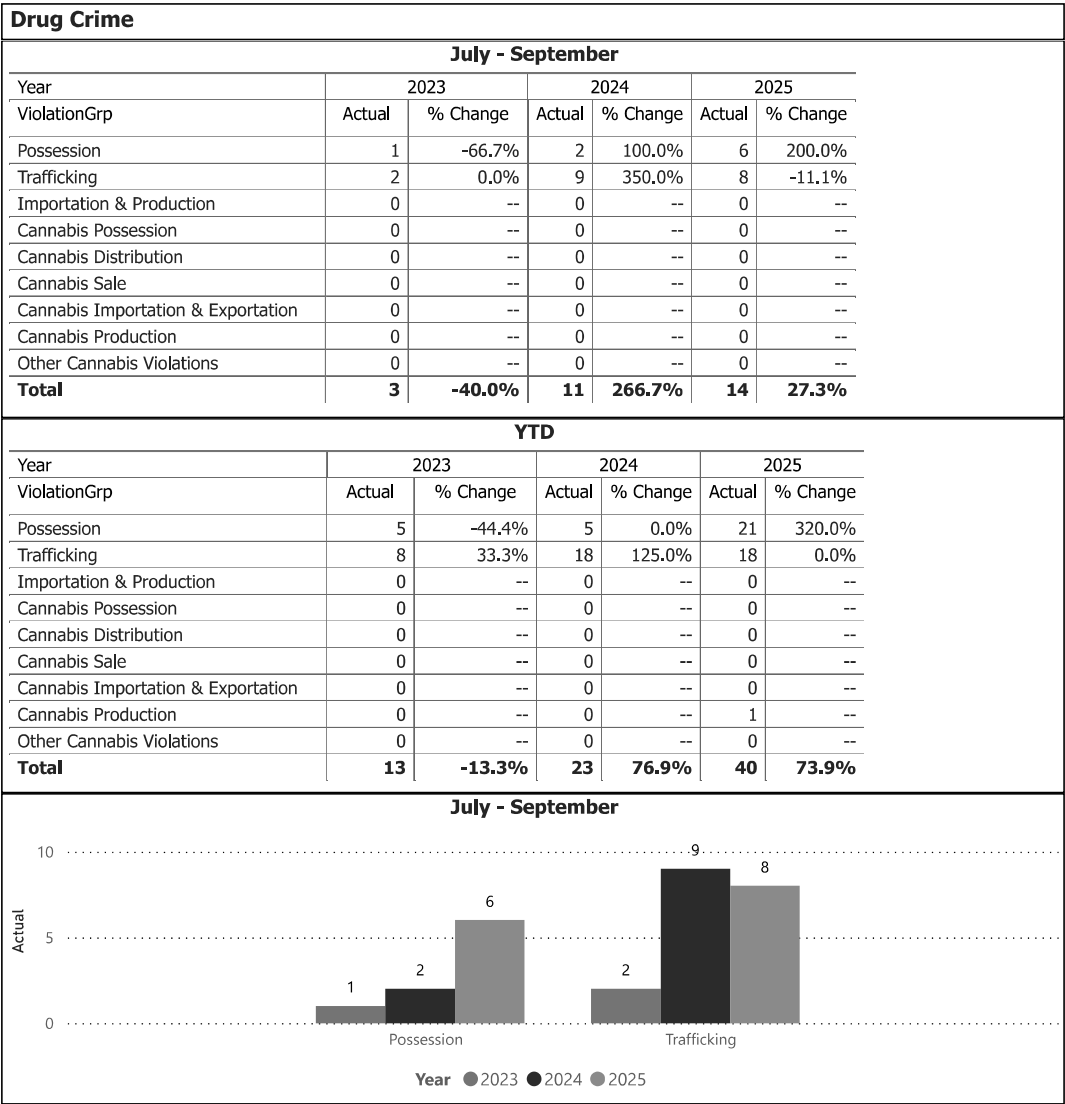 Drug Crime
July - September
Year 2023 2024 2025
ViolationGrp Actual % Change Actual % Change Actual % Change
Possession 1 -66.7% 2 100.0% 6 200.0%
Trafficking 2 0.0% 9 350.0% 8 -11.1%
Importation & Production 0 -- 0 -- 0 --
Cannabis Possession 0 -- 0 -- 0 --
Cannabis Distribution 0 -- 0 -- 0 --
Cannabis Sale 0 -- 0 -- 0 --
Cannabis Importation & Exportation 0 -- 0 -- 0 --
Cannabis Production 0 -- 0 -- 0 --
Other Cannabis Violations 0 -- 0 -- 0 --
Total 3 -40.0% 11 266.7% 14 27.3%
YTD
Year 2023 2024 2025
ViolationGrp Actual % Change Actual % Change Actual % Change
Possession 5 -44.4% 5 0.0% 21 320.0%
Trafficking 8 33.3% 18 125.0% 18 0.0%
Importation & Production 0 -- 0 -- 0 --
Cannabis Possession 0 -- 0 -- 0 --
Cannabis Distribution 0 -- 0 -- 0 --
Cannabis Sale 0 -- 0 -- 0 --
Cannabis Importation & Exportation 0 -- 0 -- 0 --
Cannabis Production 0 -- 0 -- 1 --
Other Cannabis Violations 0 -- 0 -- 0 --
Total 13 -13.3% 23 76.9% 40 73.9%
July - September
Actual
10
5
0
1 2 6
2 9 8
Possession Trafficking
Year 2023 2024 2025